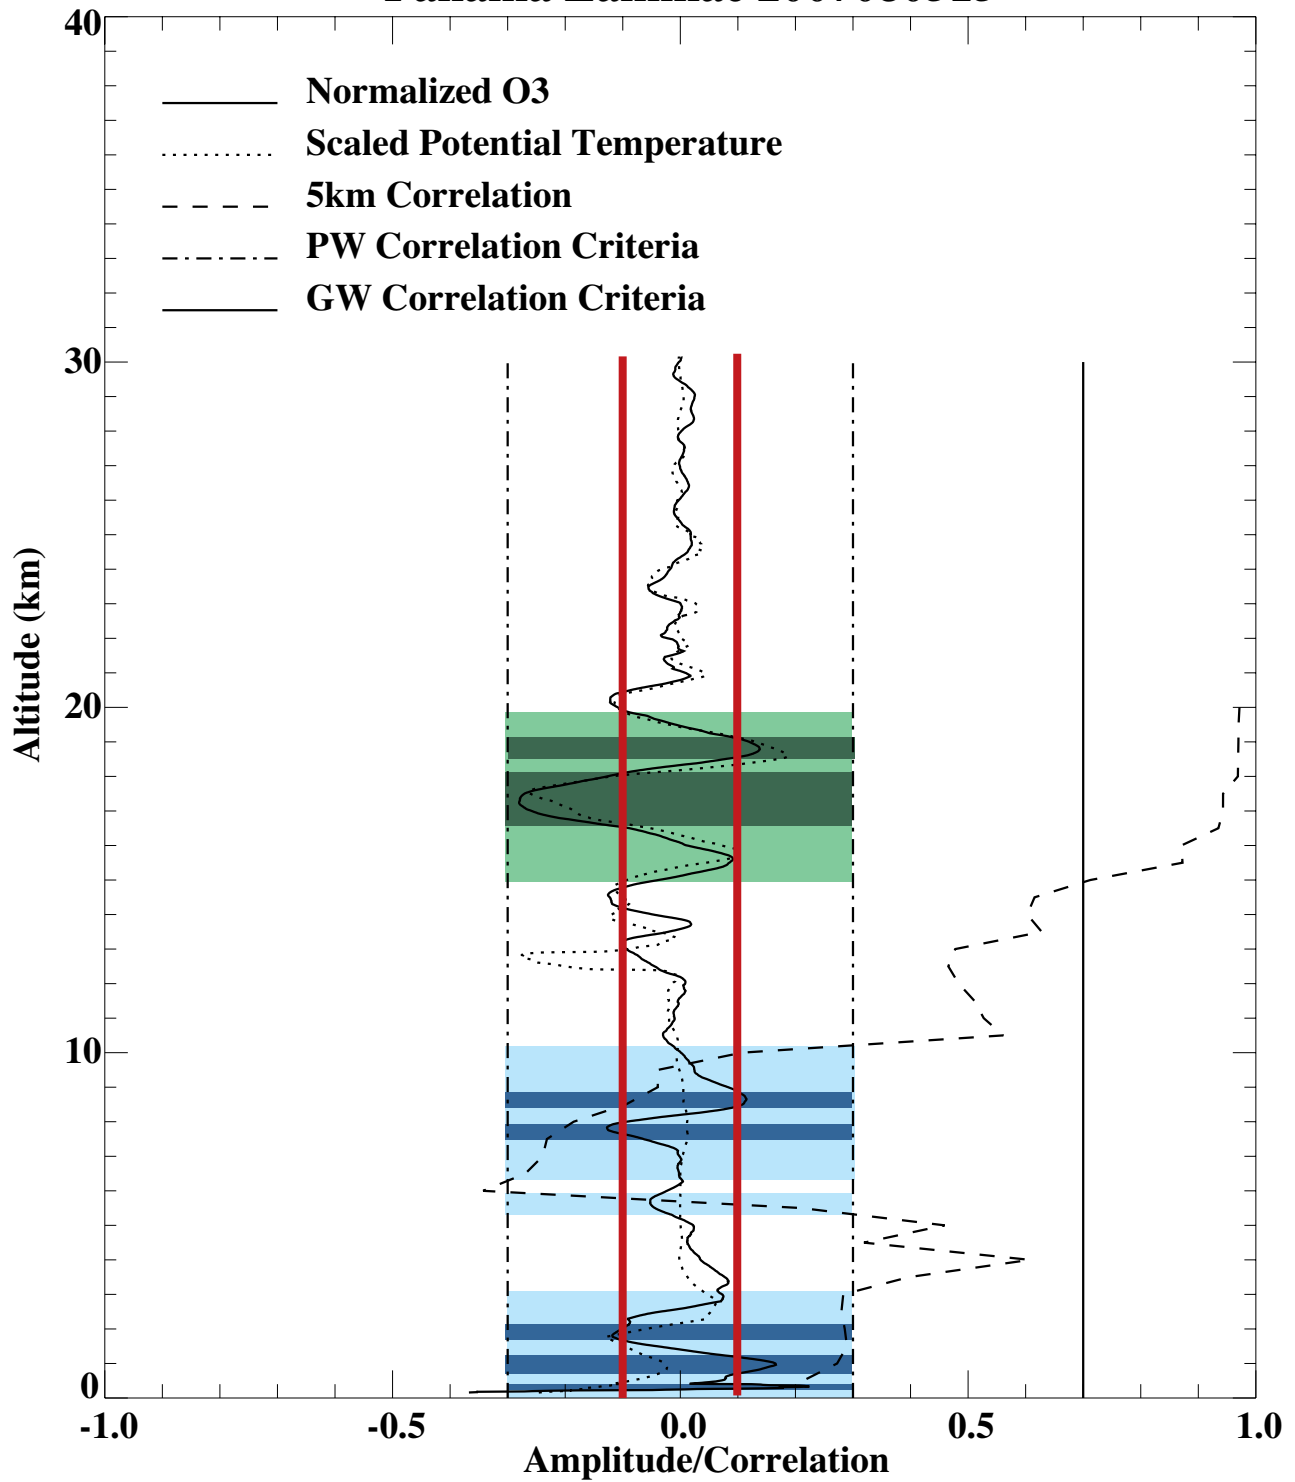 40
Normalized O3
Scaled Potential Temperature
5km Correlation
PW Correlation Criteria
GW Correlation Criteria
30
20
10
0
Altitude (km)
-1.0 -0.5 0.0 0.5 1.0
Amplitude/Correlation